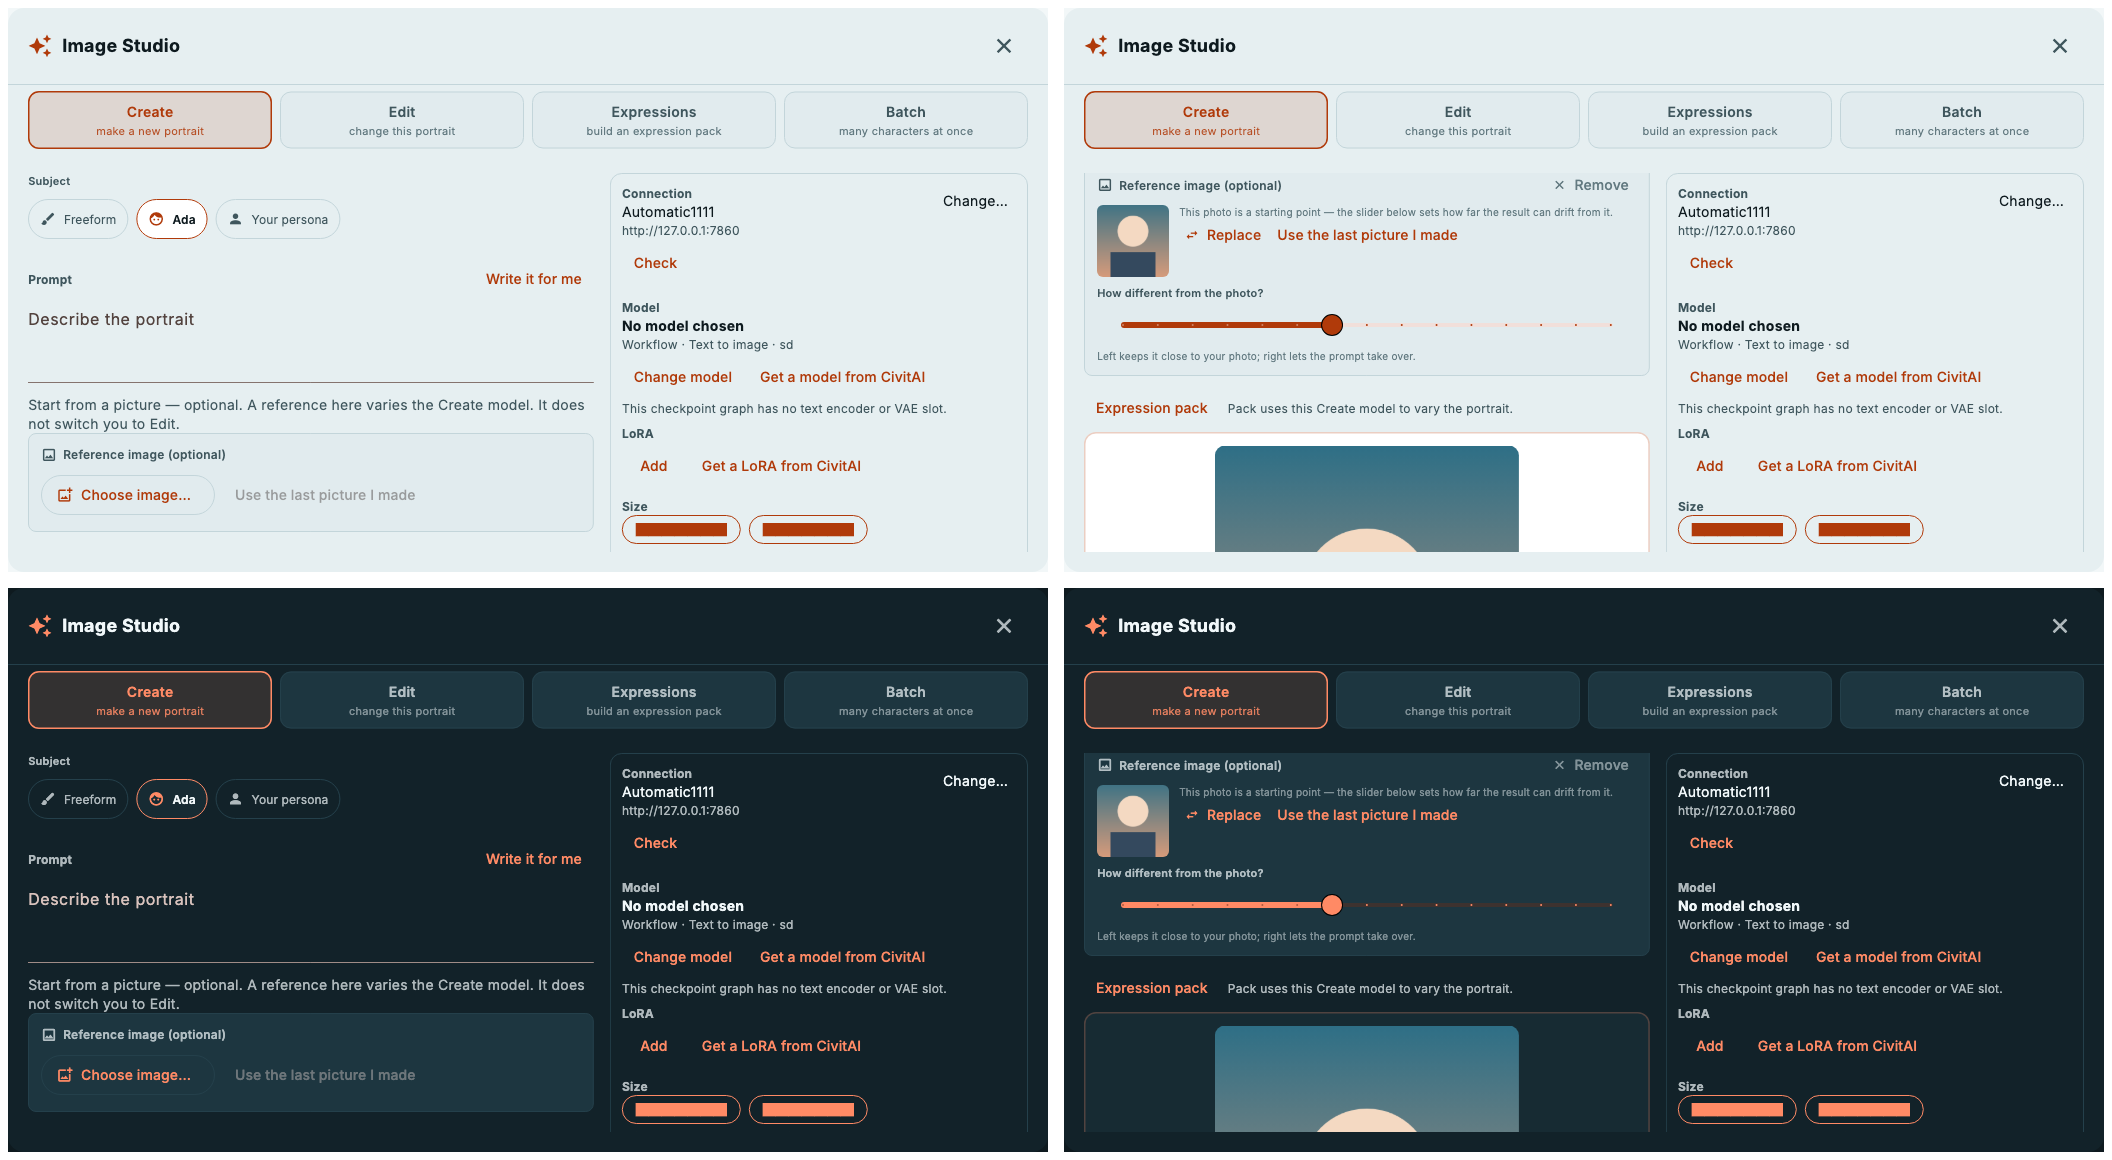 Image Studio
Create
make a new portrait
Edit
change this portrait
Expressions
build an expression pack
Batch
many characters at once
Subject
Freeform
Ada
Your persona
Prompt
Write it for me
Describe the portrait
Start from a picture — optional. A reference here varies the Create model. It does
not switch you to Edit.
Reference image (optional)
Choose image...
Use the last picture I made
Connection
Automatic1111
http://127.0.0.1:7860
Change...
Check
Model
No model chosen
Workflow · Text to image · sd
Change model
Get a model from CivitAI
This checkpoint graph has no text encoder or VAE slot.
LoRA
Add
Get a LoRA from CivitAI
Size
Image Studio
Create
make a new portrait
Edit
change this portrait
Expressions
build an expression pack
Batch
many characters at once
Reference image (optional)
Remove
This photo is a starting point — the slider below sets how far the result can drift from it.
Replace
Use the last picture I made
How different from the photo?
Left keeps it close to your photo; right lets the prompt take over.
Expression pack
Pack uses this Create model to vary the portrait.
Connection
Automatic1111
http://127.0.0.1:7860
Change...
Check
Model
No model chosen
Workflow · Text to image · sd
Change model
Get a model from CivitAI
This checkpoint graph has no text encoder or VAE slot.
LoRA
Add
Get a LoRA from CivitAI
Size
Image Studio
Create
make a new portrait
Edit
change this portrait
Expressions
build an expression pack
Batch
many characters at once
Subject
Freeform
Ada
Your persona
Prompt
Write it for me
Describe the portrait
Start from a picture — optional. A reference here varies the Create model. It does
not switch you to Edit.
Reference image (optional)
Choose image...
Use the last picture I made
Connection
Automatic1111
http://127.0.0.1:7860
Change...
Check
Model
No model chosen
Workflow · Text to image · sd
Change model
Get a model from CivitAI
This checkpoint graph has no text encoder or VAE slot.
LoRA
Add
Get a LoRA from CivitAI
Size
Image Studio
Create
make a new portrait
Edit
change this portrait
Expressions
build an expression pack
Batch
many characters at once
Reference image (optional)
Remove
This photo is a starting point — the slider below sets how far the result can drift from it.
Replace
Use the last picture I made
How different from the photo?
Left keeps it close to your photo; right lets the prompt take over.
Expression pack
Pack uses this Create model to vary the portrait.
Connection
Automatic1111
http://127.0.0.1:7860
Change...
Check
Model
No model chosen
Workflow · Text to image · sd
Change model
Get a model from CivitAI
This checkpoint graph has no text encoder or VAE slot.
LoRA
Add
Get a LoRA from CivitAI
Size